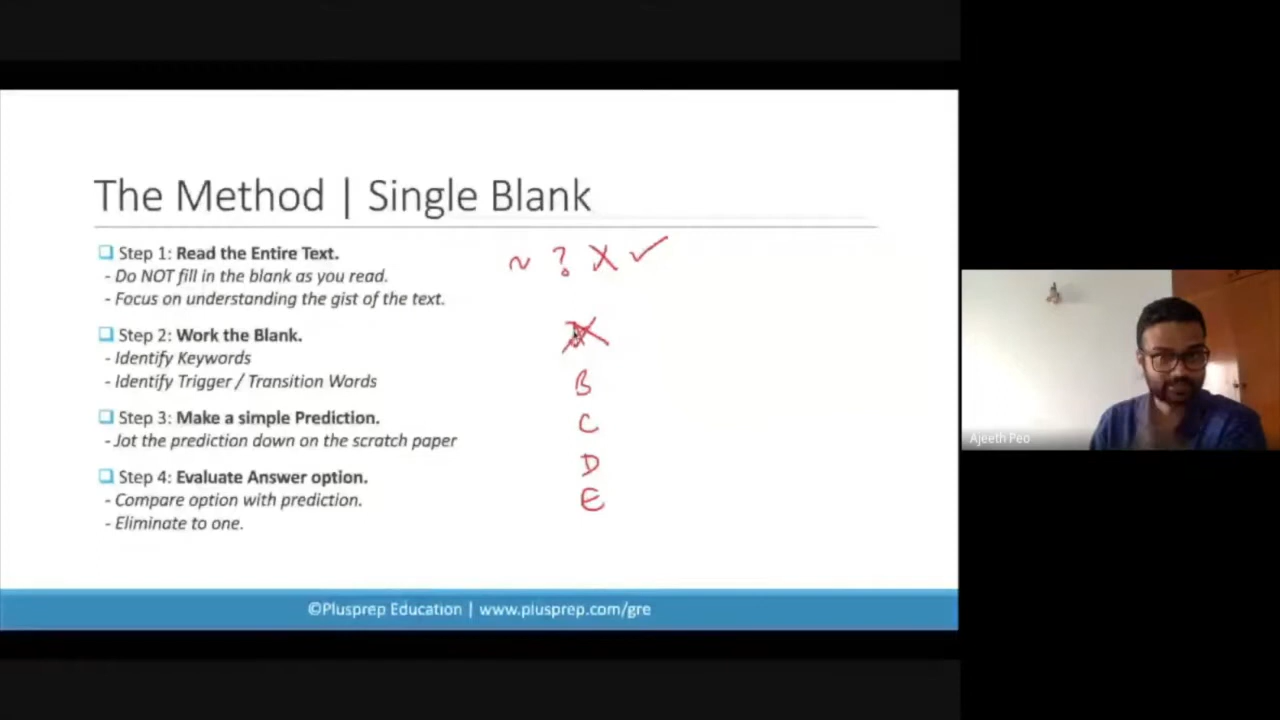 The Method | Single Blank
Step 1: Read the Entire Text.
- Do NOT fill in the blank as you read.
- Focus on understanding the gist of the text.
Step 2: Work the Blank.
- Identify Keywords
- Identify Trigger / Transition Words
Step 3: Make a simple Prediction.
- Jot the prediction down on the scratch paper
Step 4: Evaluate Answer option.
- Compare option with prediction.
- Eliminate to one.
~ ? X ✓
B
C
D
E
©Plusprep Education | www.plusprep.com/gre
Ajeeth Peo